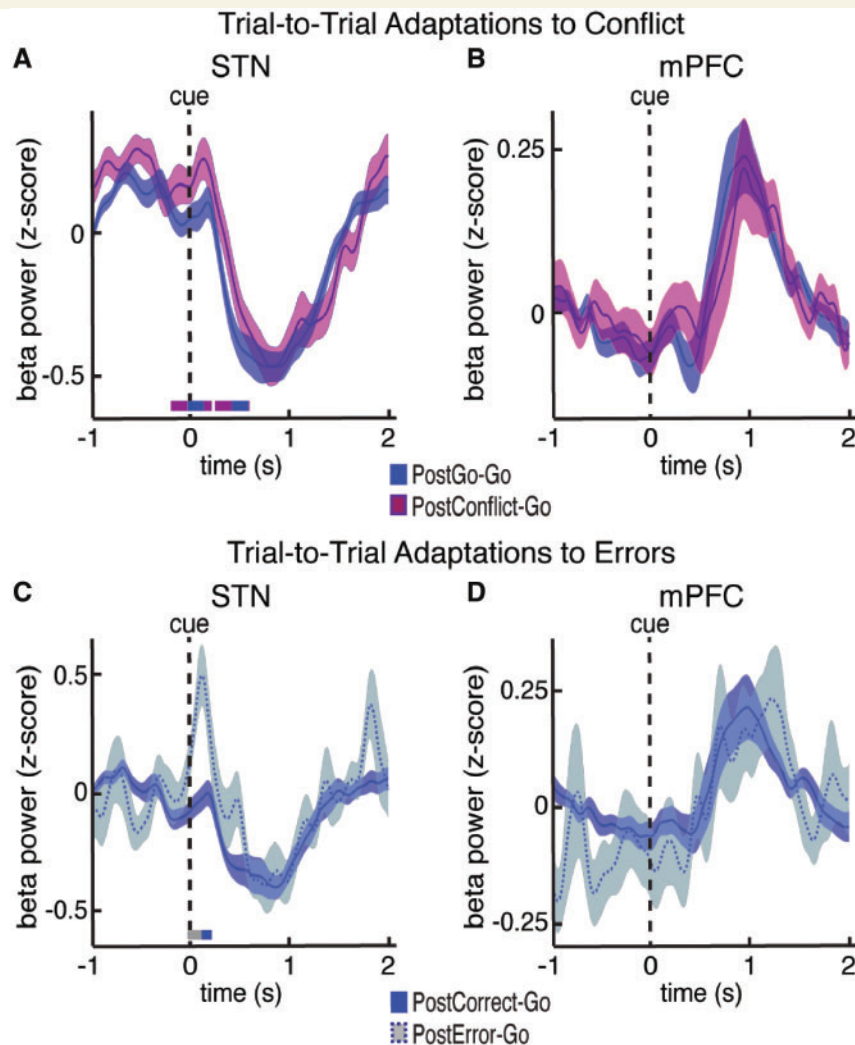 Trial-to-Trial Adaptations to Conflict
A
STN
cue
beta power (z-score)
0
-0.5
-1
0
1
2
time (s)
B
mPFC
cue
beta power (z-score)
0.25
0
-1
0
1
2
time (s)
PostGo-Go
PostConflict-Go
Trial-to-Trial Adaptations to Errors
C
STN
cue
beta power (z-score)
0.5
0
-0.5
-1
0
1
2
time (s)
D
mPFC
cue
beta power (z-score)
0.25
0
-0.25
-1
0
1
2
time (s)
PostCorrect-Go
PostError-Go